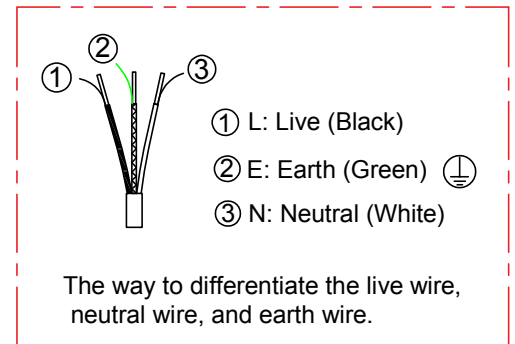 ②
①
③
① L: Live (Black)
② E: Earth (Green)
③ N: Neutral (White)
The way to differentiate the live wire,
neutral wire, and earth wire.